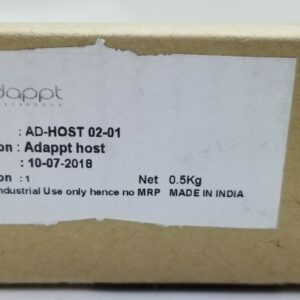 dappt
: AD-HOST 02-01
on : Adappt host
: 10-07-2018
on : 1 Net 0.5Kg
ndustrial Use only hence no MRP MADE IN INDIA